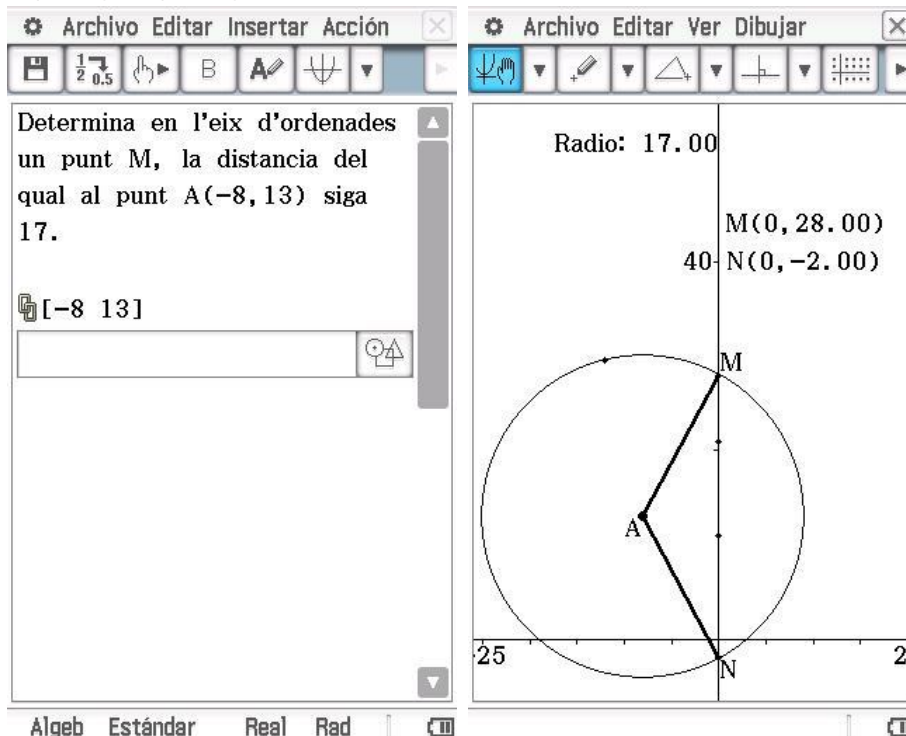 Archivo Editar Insertar Acción
B
A
Determina en l'eix d'ordenades
un punt M, la distancia del
qual al punt A(-8,13) siga
17.
[-8 13]
Algeb Estándar Real Rad
Archivo Editar Ver Dibujar
Radio: 17.00
M(0,28.00)
40 N(0,-2.00)
M
A
25 2
N